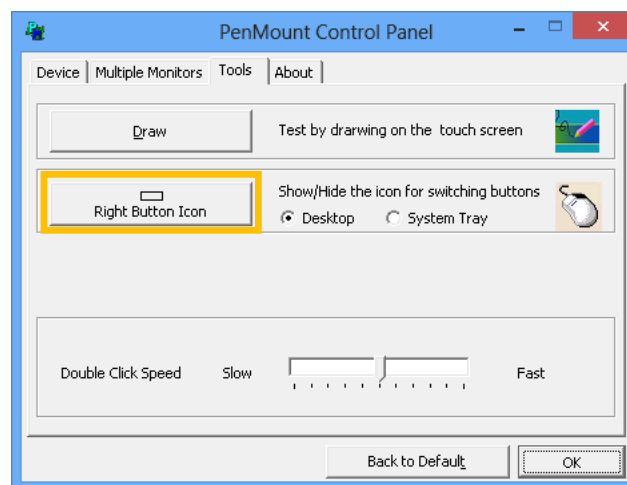 PenMount Control Panel
Device Multiple Monitors Tools About
Draw Test by drarwing on the touch screen
Right Button Icon Show/Hide the icon for switching buttons
Desktop System Tray
Double Click Speed Slow Fast
Back to Default OK